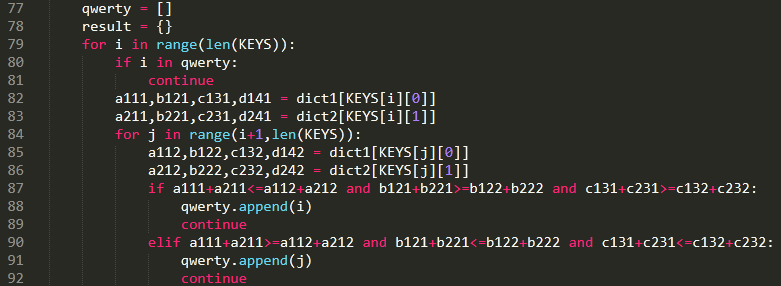 77 qwerty = []
78 result = {}
79 for i in range(len(KEYS)):
80 if i in qwerty:
81 continue
82 a111,b121,c131,d141 = dict1[KEYS[i][0]]
83 a211,b221,c231,d241 = dict2[KEYS[i][1]]
84 for j in range(i+1,len(KEYS)):
85 a112,b122,c132,d142 = dict1[KEYS[j][0]]
86 a212,b222,c232,d242 = dict2[KEYS[j][1]]
87 if a111+a211<=a112+a212 and b121+b221>=b122+b222 and c131+c231>=c132+c232:
88 qwerty.append(i)
89 continue
90 elif a111+a211>=a112+a212 and b121+b221<=b122+b222 and c131+c231<=c132+c232:
91 qwerty.append(j)
92 continue